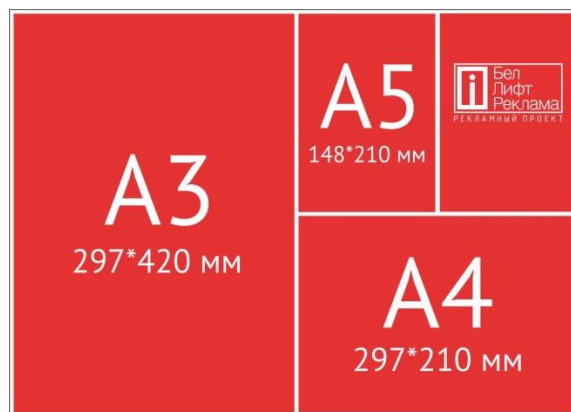 А3
297*420 мм
А5
148*210 мм
i
Бел
Лифт
Реклама
РЕКЛАМНЫЙ ПРОЕКТ
А4
297*210 мм